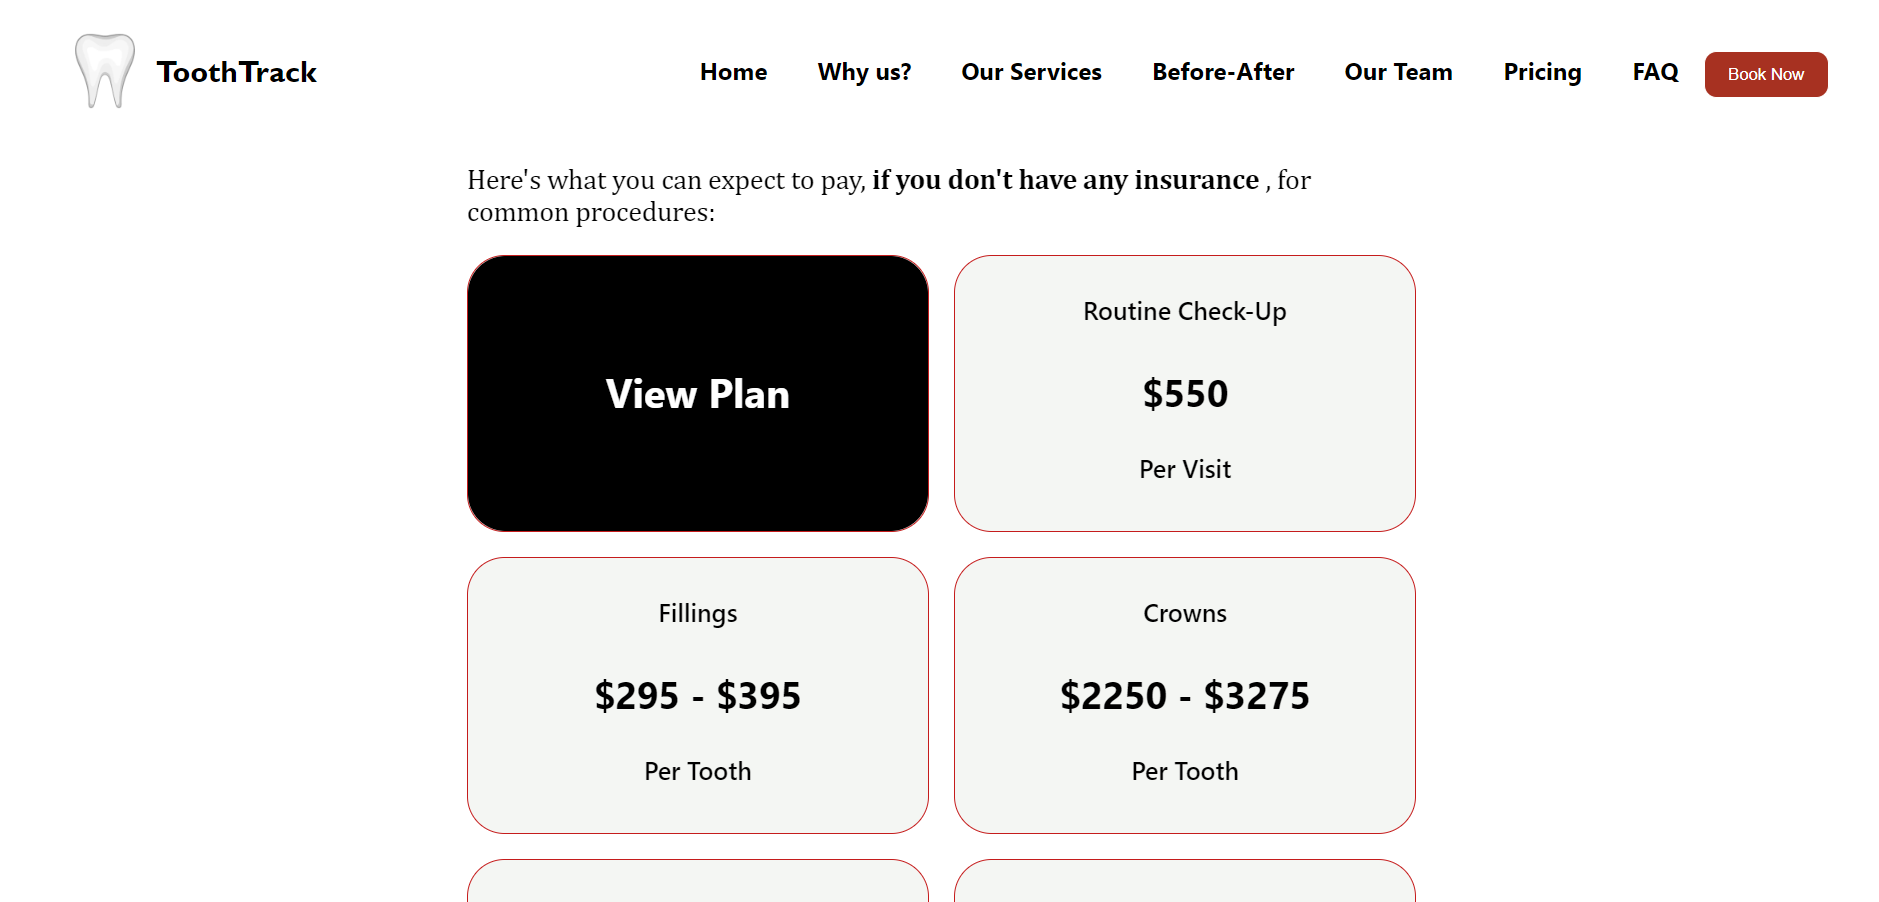 ToothTrack
Home Why us? Our Services Before-After Our Team Pricing FAQ Book Now
Here's what you can expect to pay, if you don't have any insurance , for
common procedures:
View Plan
Routine Check-Up
$550
Per Visit
Fillings
$295 - $395
Per Tooth
Crowns
$2250 - $3275
Per Tooth